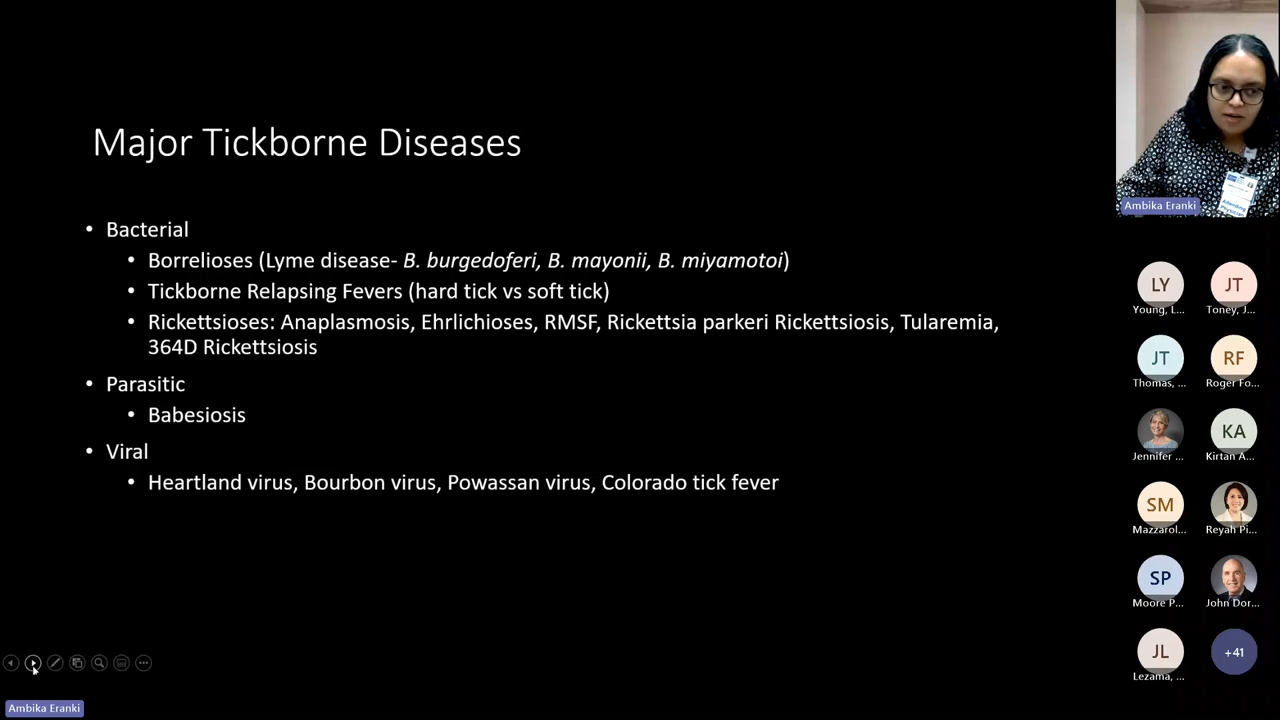 Major Tickborne Diseases
• Bacterial
• Borrelioses (Lyme disease- B. burgedoferi, B. mayonii, B. miyamotoi)
• Tickborne Relapsing Fevers (hard tick vs soft tick)
• Rickettsioses: Anaplasmosis, Ehrlichioses, RMSF, Rickettsia parkeri Rickettsiosis, Tularemia,
364D Rickettsiosis
• Parasitic
• Babesiosis
• Viral
• Heartland virus, Bourbon virus, Powassan virus, Colorado tick fever
Ambika Eranki
Attending
Physician
Ambika Eranki
LY
Young, L...
JT
Toney, J...
JT
Thomas, ...
RF
Roger Fo...
Jennifer ...
KA
Kirtan A...
SM
Mazzarol...
Reyah Pi...
SP
Moore P...
John Dor...
JL
Lezama, ...
+41